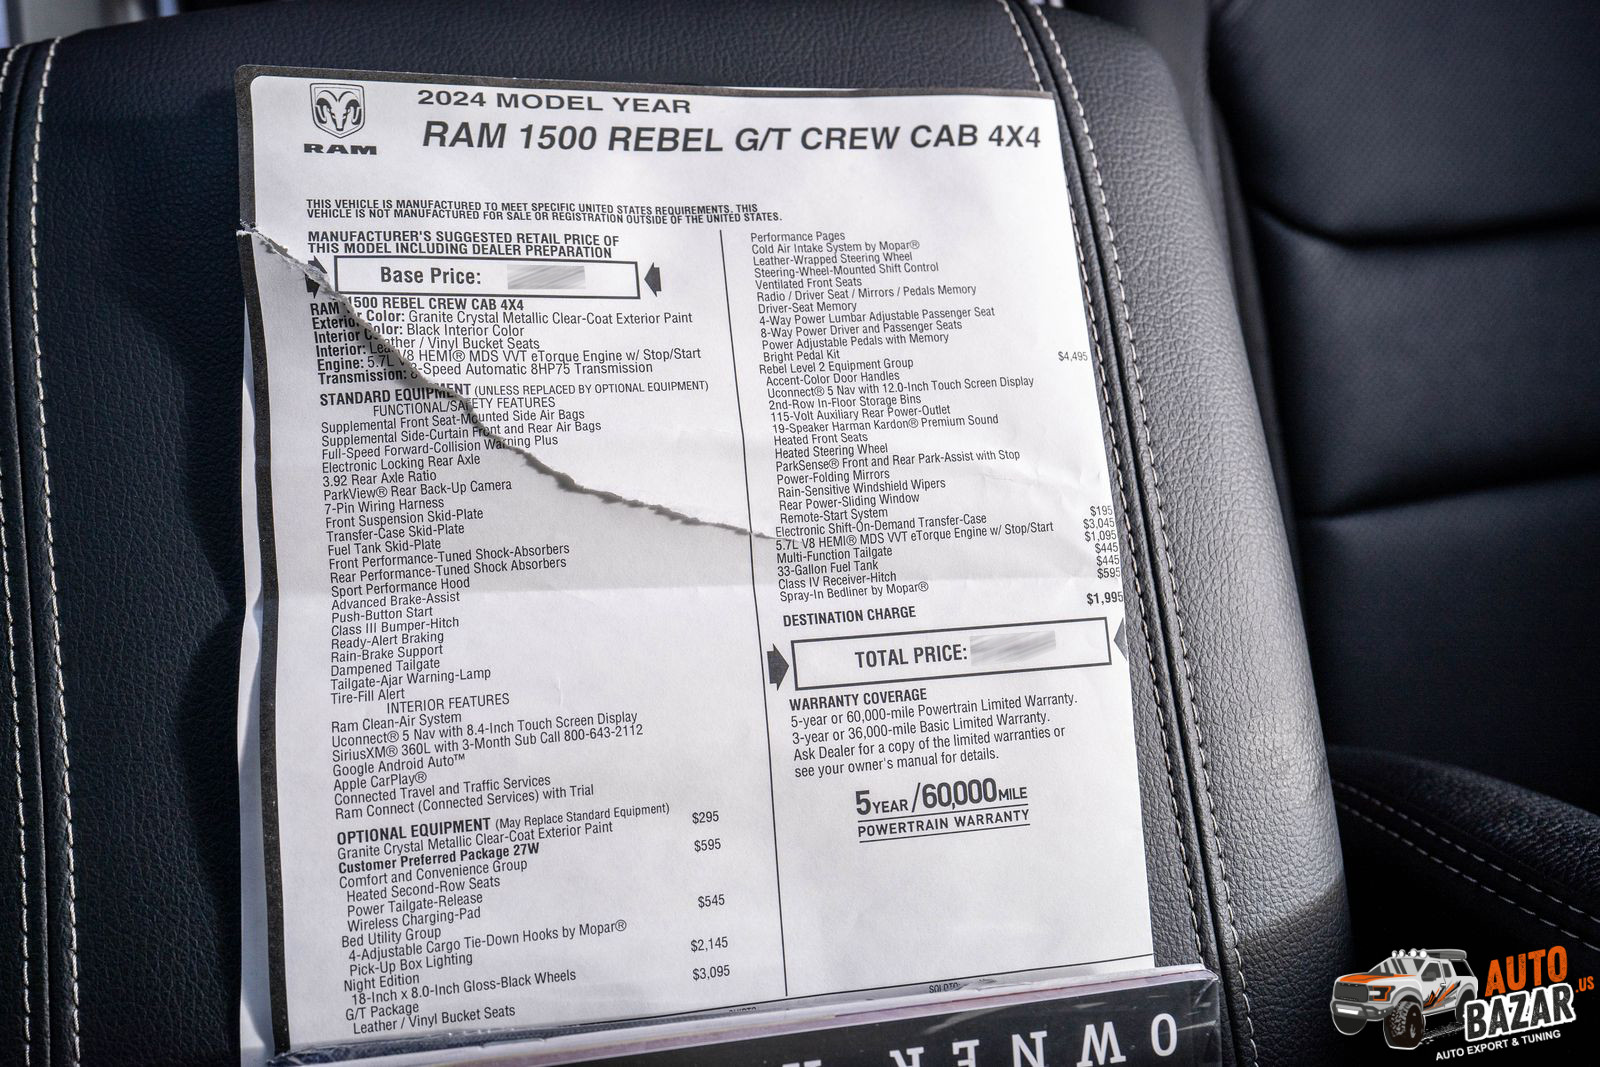 RAM
2024 MODEL YEAR
RAM 1500 REBEL G/T CREW CAB 4X4
THIS VEHICLE IS MANUFACTURED TO MEET SPECIFIC UNITED STATES REQUIREMENTS. THIS
VEHICLE IS NOT MANUFACTURED FOR SALE OR REGISTRATION OUTSIDE OF THE UNITED STATES.
MANUFACTURER'S SUGGESTED RETAIL PRICE OF
THIS MODEL INCLUDING DEALER PREPARATION
Base Price:
RAM 1500 REBEL CREW CAB 4X4
Exterior Color: Granite Crystal Metallic Clear-Coat Exterior Paint
Interior Color: Black Interior Color
Interior: Leather / Vinyl Bucket Seats
Engine: 5.7L V8 HEMI® MDS VVT eTorque Engine w/ Stop/Start
Transmission: 8-Speed Automatic 8HP75 Transmission
STANDARD EQUIPMENT (UNLESS REPLACED BY OPTIONAL EQUIPMENT)
FUNCTIONAL/SAFETY FEATURES
Supplemental Front Seat-Mounted Side Air Bags
Supplemental Side-Curtain Front and Rear Air Bags
Full-Speed Forward-Collision Warning Plus
Electronic Locking Rear Axle
3.92 Rear Axle Ratio
ParkView® Rear Back-Up Camera
7-Pin Wiring Harness
Front Suspension Skid-Plate
Transfer-Case Skid-Plate
Fuel Tank Skid-Plate
Front Performance-Tuned Shock-Absorbers
Rear Performance-Tuned Shock Absorbers
Sport Performance Hood
Advanced Brake-Assist
Push-Button Start
Class III Bumper-Hitch
Ready-Alert Braking
Rain-Brake Support
Dampened Tailgate
Tailgate-Ajar Warning-Lamp
Tire-Fill Alert
INTERIOR FEATURES
Ram Clean-Air System
Uconnect® 5 Nav with 8.4-Inch Touch Screen Display
SiriusXM® 360L with 3-Month Sub Call 800-643-2112
Google Android Auto™
Apple CarPlay®
Connected Travel and Traffic Services
Ram Connect (Connected Services) with Trial
OPTIONAL EQUIPMENT (May Replace Standard Equipment)
Granite Crystal Metallic Clear-Coat Exterior Paint $295
Customer Preferred Package 27W
Comfort and Convenience Group $595
Heated Second-Row Seats
Power Tailgate-Release
Wireless Charging-Pad
Bed Utility Group $545
4-Adjustable Cargo Tie-Down Hooks by Mopar®
Pick-Up Box Lighting
Night Edition $2,145
18-Inch x 8.0-Inch Gloss-Black Wheels
G/T Package $3,095
Leather / Vinyl Bucket Seats
Performance Pages
Cold Air Intake System by Mopar®
Leather-Wrapped Steering Wheel
Steering-Wheel-Mounted Shift Control
Ventilated Front Seats
Radio / Driver Seat / Mirrors / Pedals Memory
Driver-Seat Memory
4-Way Power Lumbar Adjustable Passenger Seat
8-Way Power Driver and Passenger Seats
Power Adjustable Pedals with Memory
Bright Pedal Kit
Rebel Level 2 Equipment Group $4,495
Accent-Color Door Handles
Uconnect® 5 Nav with 12.0-Inch Touch Screen Display
2nd-Row In-Floor Storage Bins
115-Volt Auxiliary Rear Power-Outlet
19-Speaker Harman Kardon® Premium Sound
Heated Front Seats
Heated Steering Wheel
ParkSense® Front and Rear Park-Assist with Stop
Power-Folding Mirrors
Rain-Sensitive Windshield Wipers
Rear Power-Sliding Window
Remote-Start System
Electronic Shift-On-Demand Transfer-Case $195
5.7L V8 HEMI® MDS VVT eTorque Engine w/ Stop/Start $3,045
Multi-Function Tailgate $1,095
33-Gallon Fuel Tank $445
Class IV Receiver-Hitch $445
Spray-In Bedliner by Mopar® $595
DESTINATION CHARGE $1,995
TOTAL PRICE:
WARRANTY COVERAGE
5-year or 60,000-mile Powertrain Limited Warranty.
3-year or 36,000-mile Basic Limited Warranty.
Ask Dealer for a copy of the limited warranties or
see your owner's manual for details.
5 YEAR / 60,000 MILE
POWERTRAIN WARRANTY
SOLD TO:
OWNER
AUTO
BAZAR.US
AUTO EXPORT & TUNING